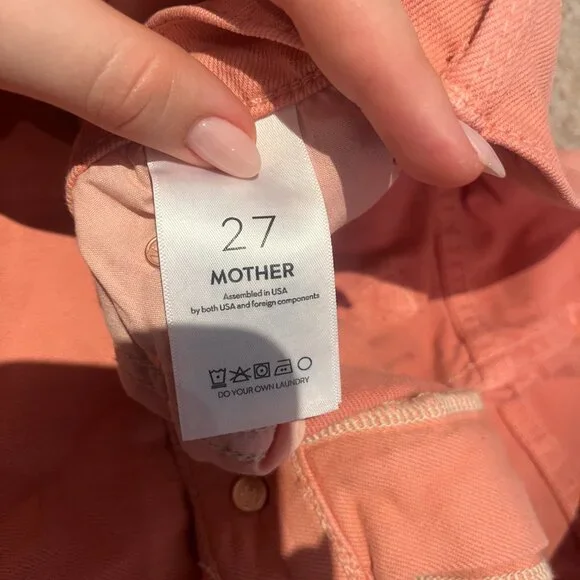 27
MOTHER
Assembled in USA
by both USA and foreign components
DO YOUR OWN LAUNDRY